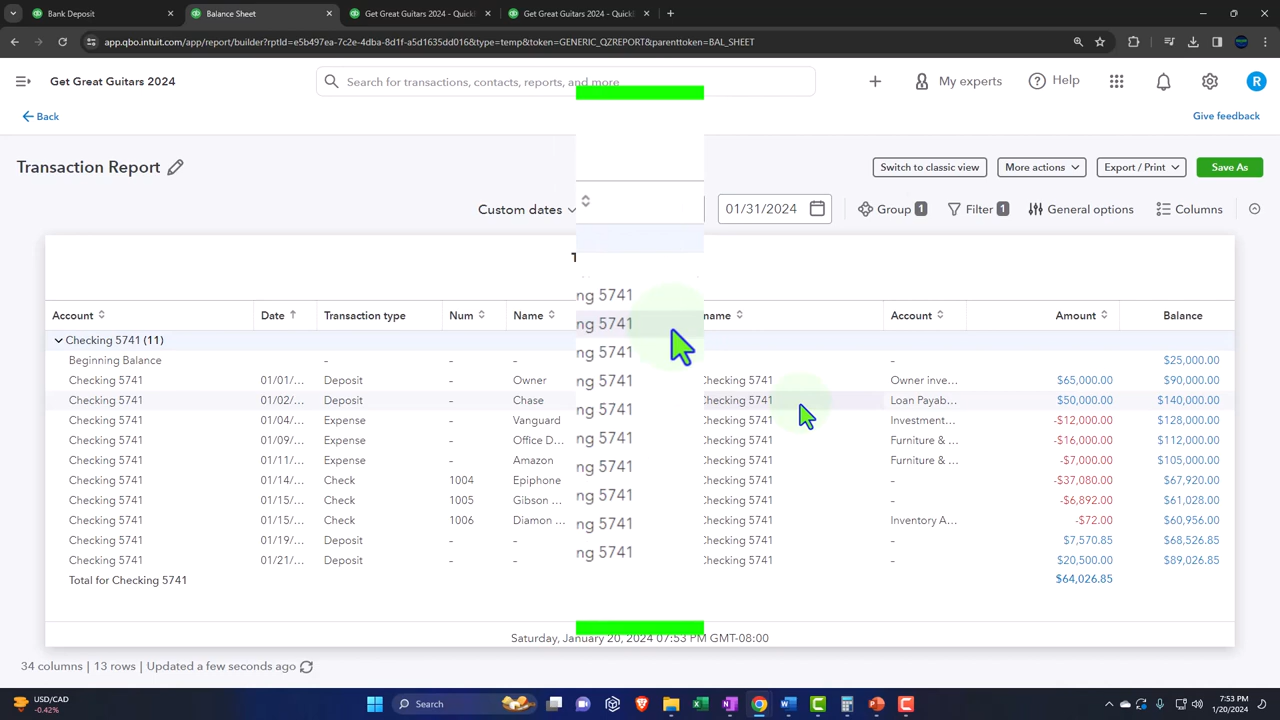 Bank Deposit
Balance Sheet
Get Great Guitars 2024 - QuickB
Get Great Guitars 2024 - QuickB
qbo.intuit.com/app/report/builder?rptId=e5b497ea-7c2e-4dba-8d1f-a5d1635dd016&type=temp&token=GENERIC_QZREPORT&parenttoken=BAL_SHEET
Get Great Guitars 2024
Search for transactions, contacts, reports, and more
My experts
Help
R
Back
Give feedback
Transaction Report
Switch to classic view
More actions
Export / Print
Save As
Custom dates
01/31/2024
Group 1
Filter 1
General options
Columns
Account Date Transaction type Num Name name Account Amount Balance
Checking 5741 (11)
Beginning Balance – – – – $25,000.00
Checking 5741 01/01/... Deposit – Owner ng 5741 Checking 5741 Owner inve... $65,000.00 $90,000.00
Checking 5741 01/02/... Deposit – Chase ng 5741 Checking 5741 Loan Payab... $50,000.00 $140,000.00
Checking 5741 01/04/... Expense – Vanguard ng 5741 Checking 5741 Investment... -$12,000.00 $128,000.00
Checking 5741 01/09/... Expense – Office D... ng 5741 Checking 5741 Furniture & ... -$16,000.00 $112,000.00
Checking 5741 01/11/... Expense – Amazon ng 5741 Checking 5741 Furniture & ... -$7,000.00 $105,000.00
Checking 5741 01/14/... Check 1004 Epiphone ng 5741 Checking 5741 – -$37,080.00 $67,920.00
Checking 5741 01/15/... Check 1005 Gibson ... ng 5741 Checking 5741 – -$6,892.00 $61,028.00
Checking 5741 01/15/... Check 1006 Diamon ... ng 5741 Checking 5741 Inventory A... -$72.00 $60,956.00
Checking 5741 01/19/... Deposit – – ng 5741 Checking 5741 – $7,570.85 $68,526.85
Checking 5741 01/21/... Deposit – – ng 5741 Checking 5741 – $20,500.00 $89,026.85
Total for Checking 5741 $64,026.85
Saturday, January 20, 2024 07:53 PM GMT-08:00
34 columns | 13 rows | Updated a few seconds ago
USD/CAD
-0.42%
Search
7:53 PM
1/20/2024